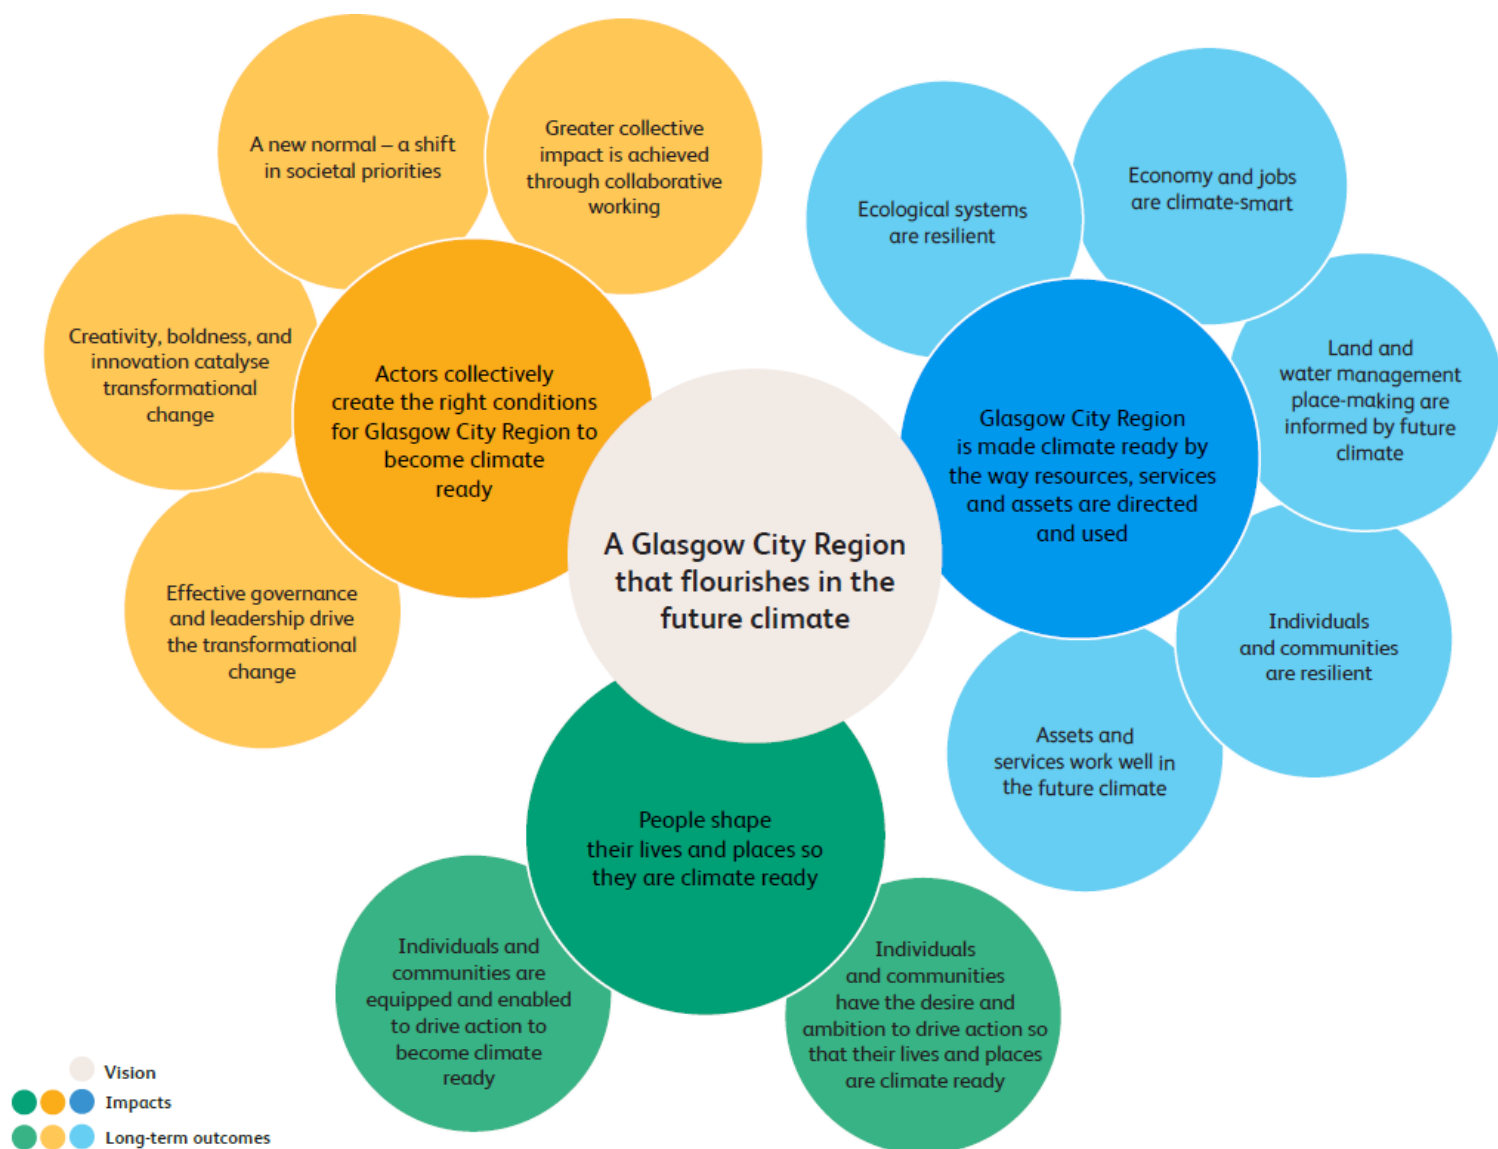 A new normal – a shift
in societal priorities
Greater collective
impact is achieved
through collaborative
working
Creativity, boldness, and
innovation catalyse
transformational
change
Effective governance
and leadership drive
the transformational
change
Actors collectively
create the right conditions
for Glasgow City Region to
become climate
ready
A Glasgow City Region
that flourishes in the
future climate
Ecological systems
are resilient
Economy and jobs
are climate-smart
Land and
water management
place-making are
informed by future
climate
Glasgow City Region
is made climate ready by
the way resources, services
and assets are directed
and used
Individuals
and communities
are resilient
Assets and
services work well in
the future climate
People shape
their lives and places so
they are climate ready
Individuals and
communities are
equipped and enabled
to drive action to
become climate
ready
Individuals
and communities
have the desire and
ambition to drive action so
that their lives and places
are climate ready
Vision
Impacts
Long-term outcomes